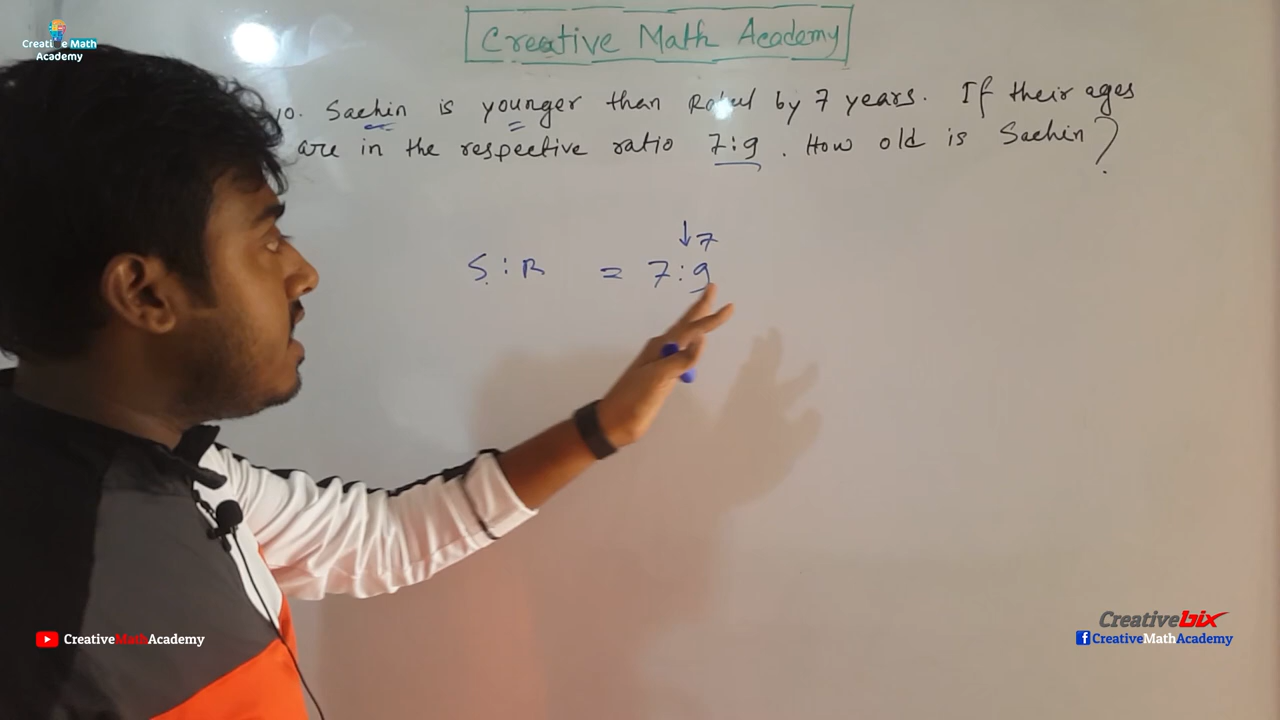 Creative Math
Academy
Creative Math Academy
10. Sachin is younger than Rahul by 7 years. If their ages
are in the respective ratio 7:9. How old is Sachin?
↓7
S:R = 7:9
CreativeMathAcademy
Creativebix
CreativeMathAcademy